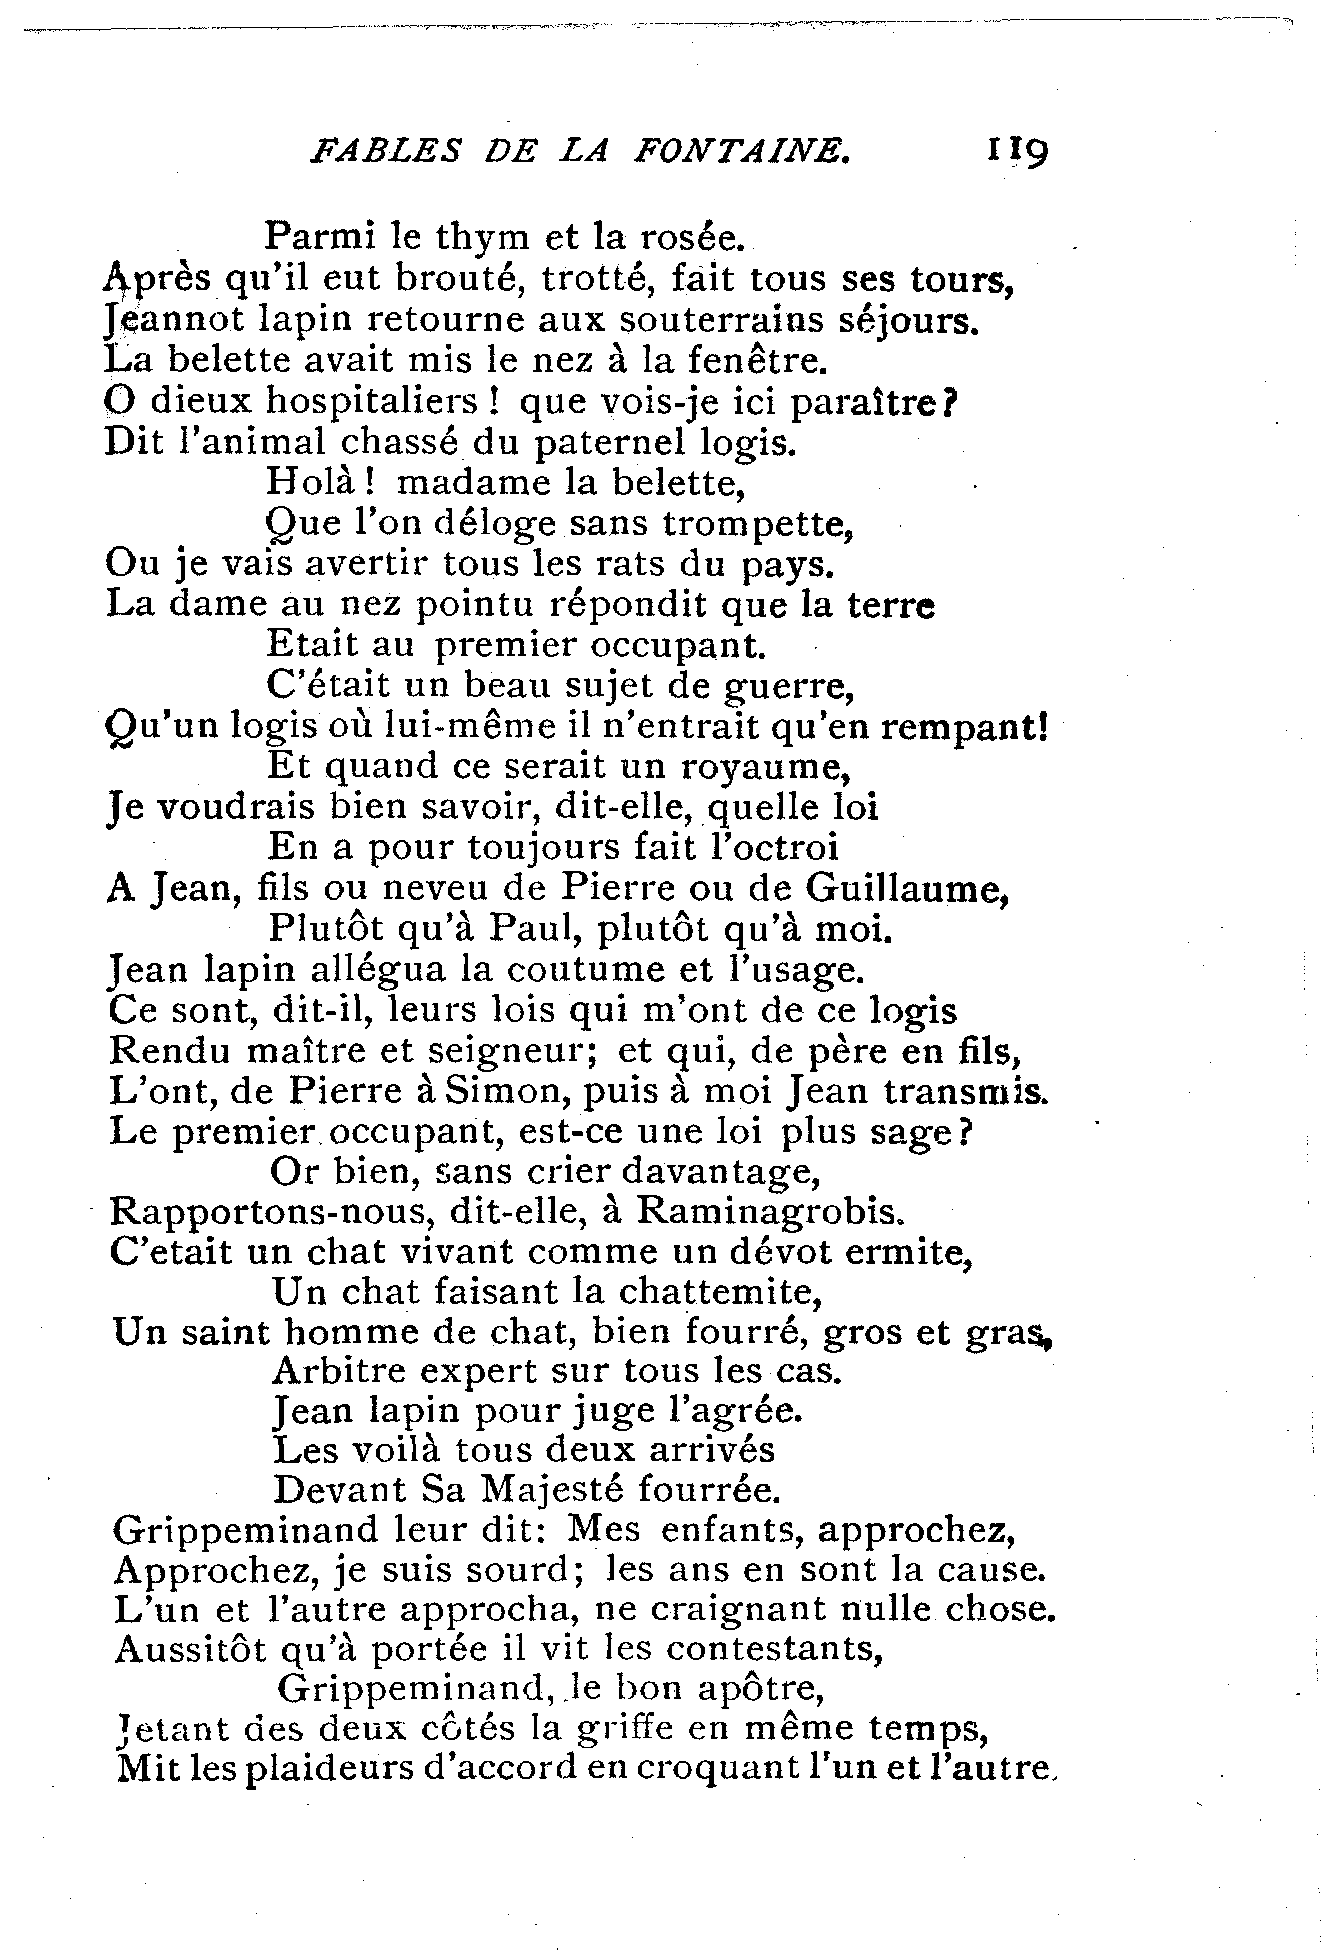 FABLES DE LA FONTAINE. 119
Parmi le thym et la rosée.
Après qu'il eut brouté, trotté, fait tous ses tours,
Jeannot lapin retourne aux souterrains séjours.
La belette avait mis le nez à la fenêtre.
O dieux hospitaliers ! que vois-je ici paraître?
Dit l'animal chassé du paternel logis.
Holà ! madame la belette,
Que l'on déloge sans trompette,
Ou je vais avertir tous les rats du pays.
La dame au nez pointu répondit que la terre
Etait au premier occupant.
C'était un beau sujet de guerre,
Qu'un logis où lui-même il n'entrait qu'en rempant!
Et quand ce serait un royaume,
Je voudrais bien savoir, dit-elle, quelle loi
En a pour toujours fait l'octroi
A Jean, fils ou neveu de Pierre ou de Guillaume,
Plutôt qu'à Paul, plutôt qu'à moi.
Jean lapin allégua la coutume et l'usage.
Ce sont, dit-il, leurs lois qui m'ont de ce logis
Rendu maître et seigneur; et qui, de père en fils,
L'ont, de Pierre à Simon, puis à moi Jean transmis.
Le premier occupant, est-ce une loi plus sage?
Or bien, sans crier davantage,
Rapportons-nous, dit-elle, à Raminagrobis.
C'etait un chat vivant comme un dévot ermite,
Un chat faisant la chattemite,
Un saint homme de chat, bien fourré, gros et gras,
Arbitre expert sur tous les cas.
Jean lapin pour juge l'agrée.
Les voilà tous deux arrivés
Devant Sa Majesté fourrée.
Grippeminand leur dit: Mes enfants, approchez,
Approchez, je suis sourd; les ans en sont la cause.
L'un et l'autre approcha, ne craignant nulle chose.
Aussitôt qu'à portée il vit les contestants,
Grippeminand, le bon apôtre,
Jetant des deux côtés la griffe en même temps,
Mit les plaideurs d'accord en croquant l'un et l'autre.